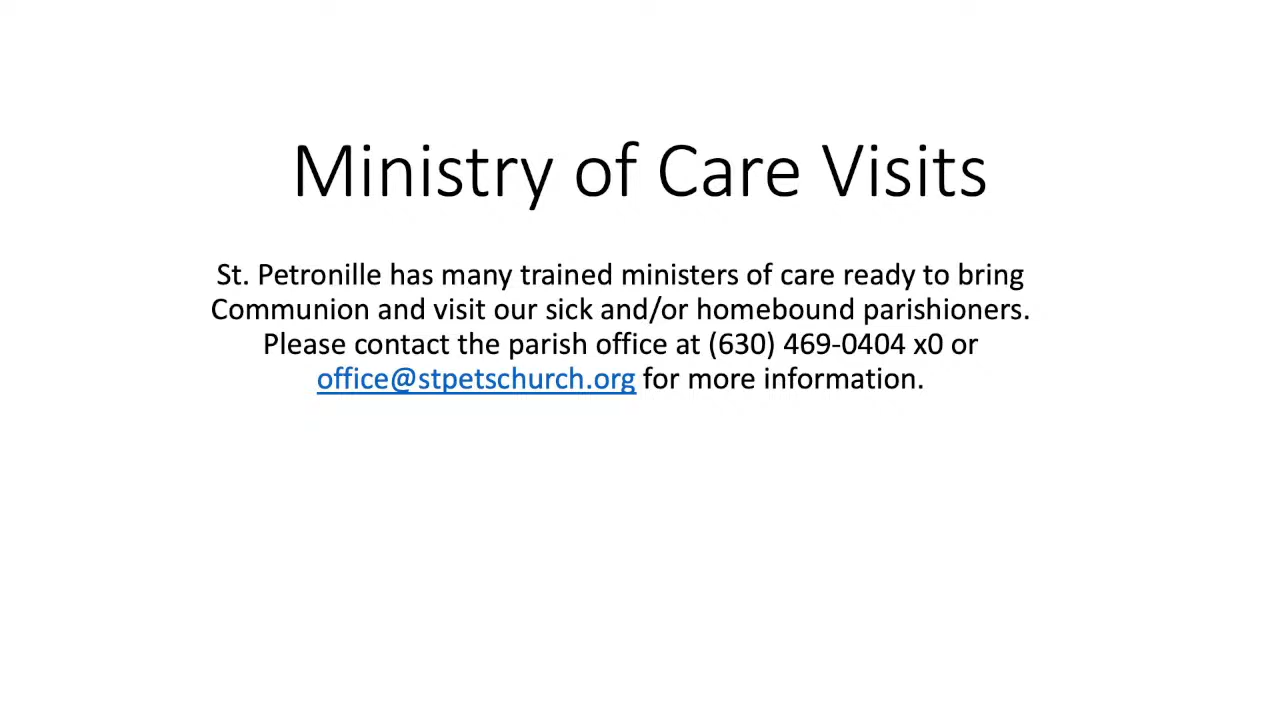 Ministry of Care Visits
St. Petronille has many trained ministers of care ready to bring
Communion and visit our sick and/or homebound parishioners.
Please contact the parish office at (630) 469-0404 x0 or
office@stpetschurch.org for more information.